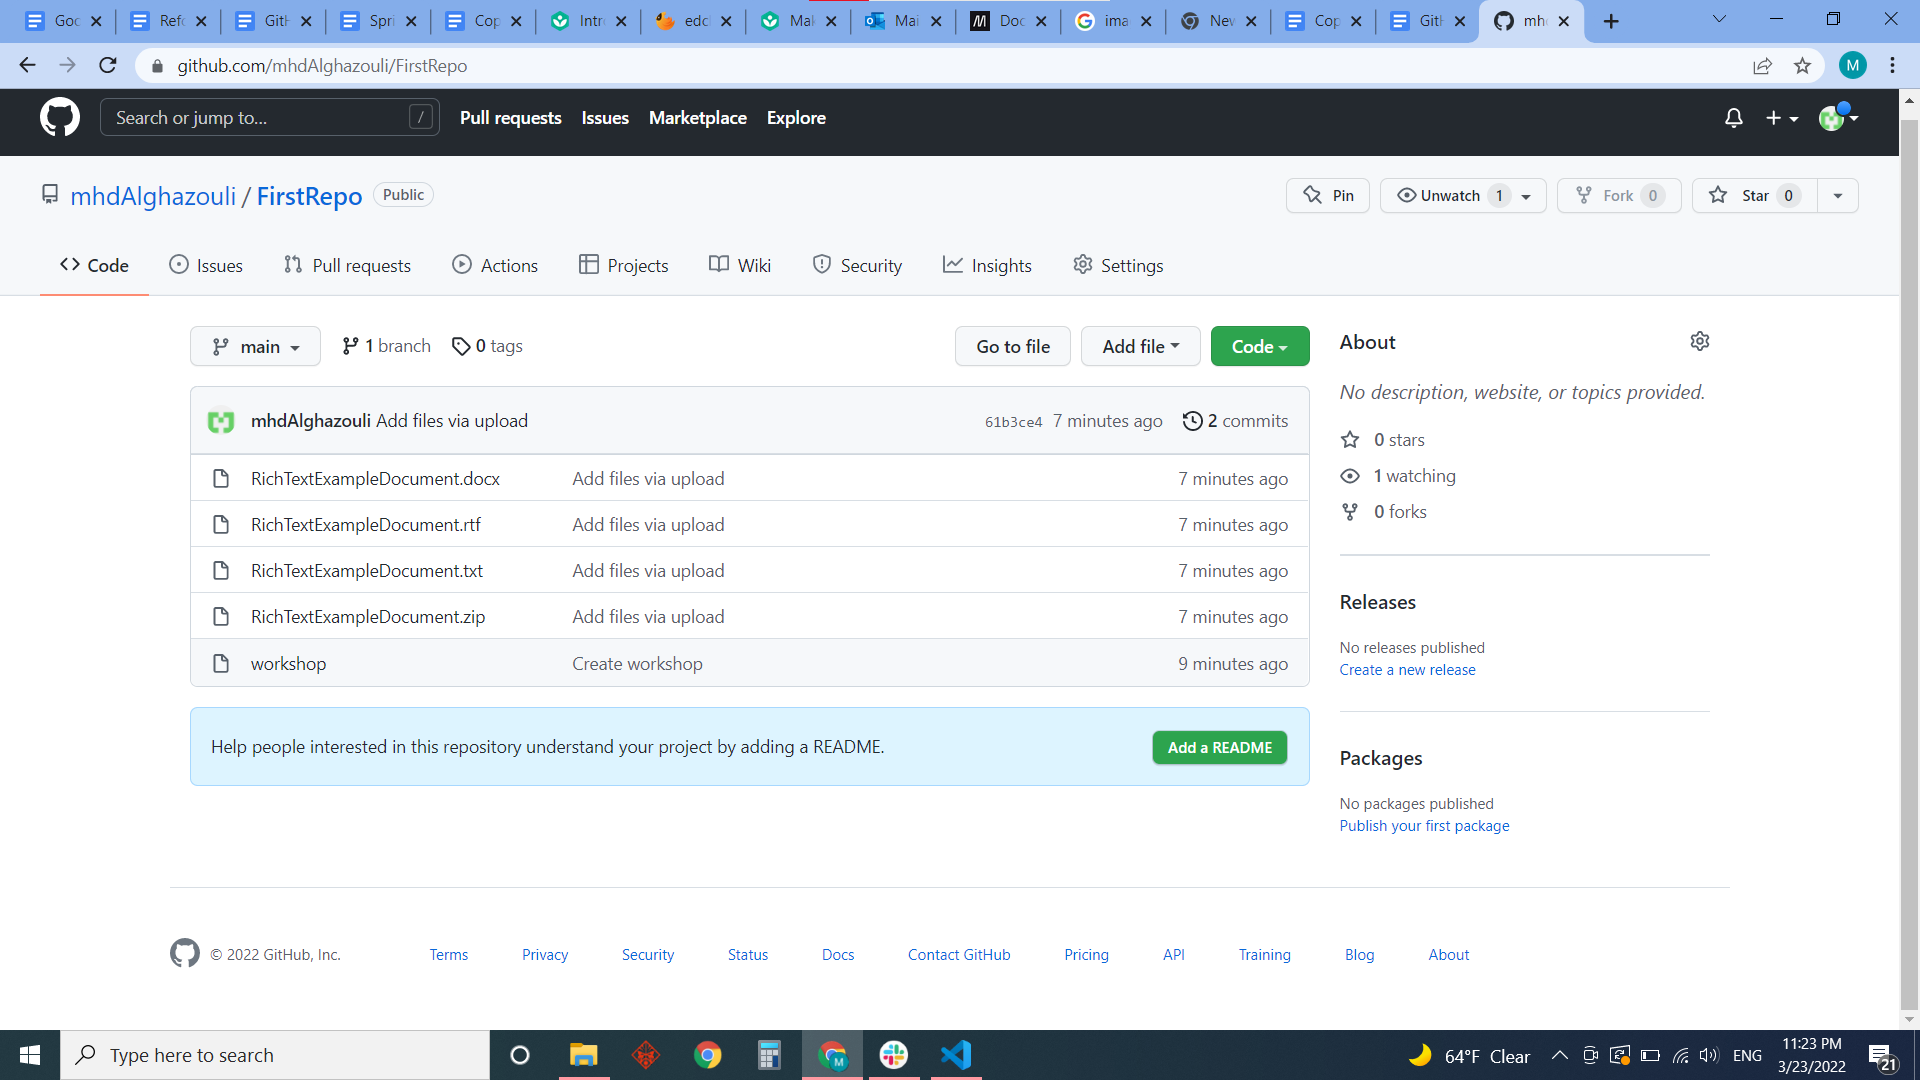 Goo Refo GitH Spri Cop Intro edcl Mak Mai Doc ima New Cop GitH mhd
github.com/mhdAlghazouli/FirstRepo M
Search or jump to... / Pull requests Issues Marketplace Explore
mhdAlghazouli / FirstRepo Public Pin Unwatch 1 Fork 0 Star 0
Code Issues Pull requests Actions Projects Wiki Security Insights Settings
main 1 branch 0 tags Go to file Add file Code
mhdAlghazouli Add files via upload 61b3ce4 7 minutes ago 2 commits
RichTextExampleDocument.docx Add files via upload 7 minutes ago
RichTextExampleDocument.rtf Add files via upload 7 minutes ago
RichTextExampleDocument.txt Add files via upload 7 minutes ago
RichTextExampleDocument.zip Add files via upload 7 minutes ago
workshop Create workshop 9 minutes ago
Help people interested in this repository understand your project by adding a README. Add a README
About
No description, website, or topics provided.
0 stars
1 watching
0 forks
Releases
No releases published
Create a new release
Packages
No packages published
Publish your first package
© 2022 GitHub, Inc. Terms Privacy Security Status Docs Contact GitHub Pricing API Training Blog About
Type here to search M 64°F Clear ENG
11:23 PM
3/23/2022
21